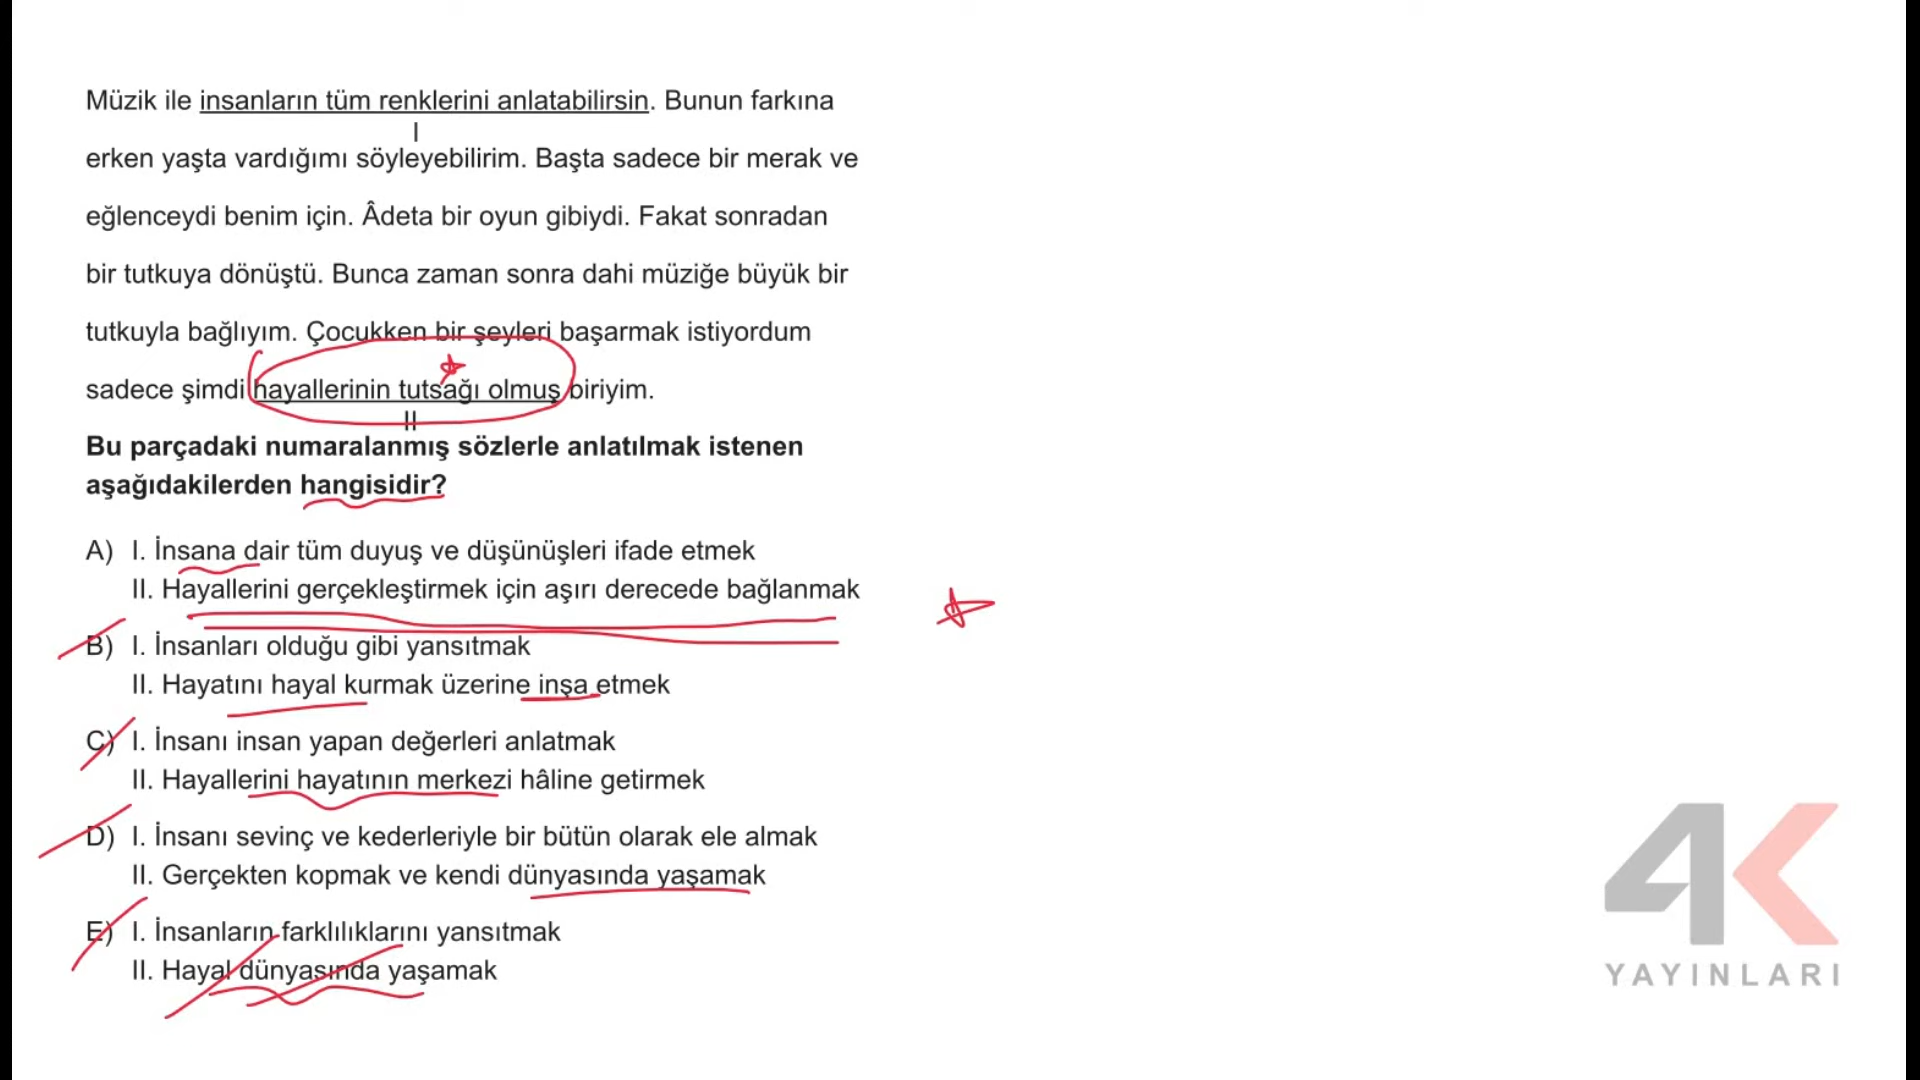 Müzik ile insanların tüm renklerini anlatabilirsin. Bunun farkına
I
erken yaşta vardığımı söyleyebilirim. Başta sadece bir merak ve
eğlenceydi benim için. Âdeta bir oyun gibiydi. Fakat sonradan
bir tutkuya dönüştü. Bunca zaman sonra dahi müziğe büyük bir
tutkuyla bağlıyım. Çocukken bir şeyleri başarmak istiyordum
sadece şimdi hayallerinin tutsağı olmuş biriyim.
II
Bu parçadaki numaralanmış sözlerle anlatılmak istenen
aşağıdakilerden hangisidir?
A) I. İnsana dair tüm duyuş ve düşünüşleri ifade etmek
II. Hayallerini gerçekleştirmek için aşırı derecede bağlanmak
B) I. İnsanları olduğu gibi yansıtmak
II. Hayatını hayal kurmak üzerine inşa etmek
C) I. İnsanı insan yapan değerleri anlatmak
II. Hayallerini hayatının merkezi hâline getirmek
D) I. İnsanı sevinç ve kederleriyle bir bütün olarak ele almak
II. Gerçekten kopmak ve kendi dünyasında yaşamak
E) I. İnsanların farklılıklarını yansıtmak
II. Hayal dünyasında yaşamak
4K
YAYINLARI